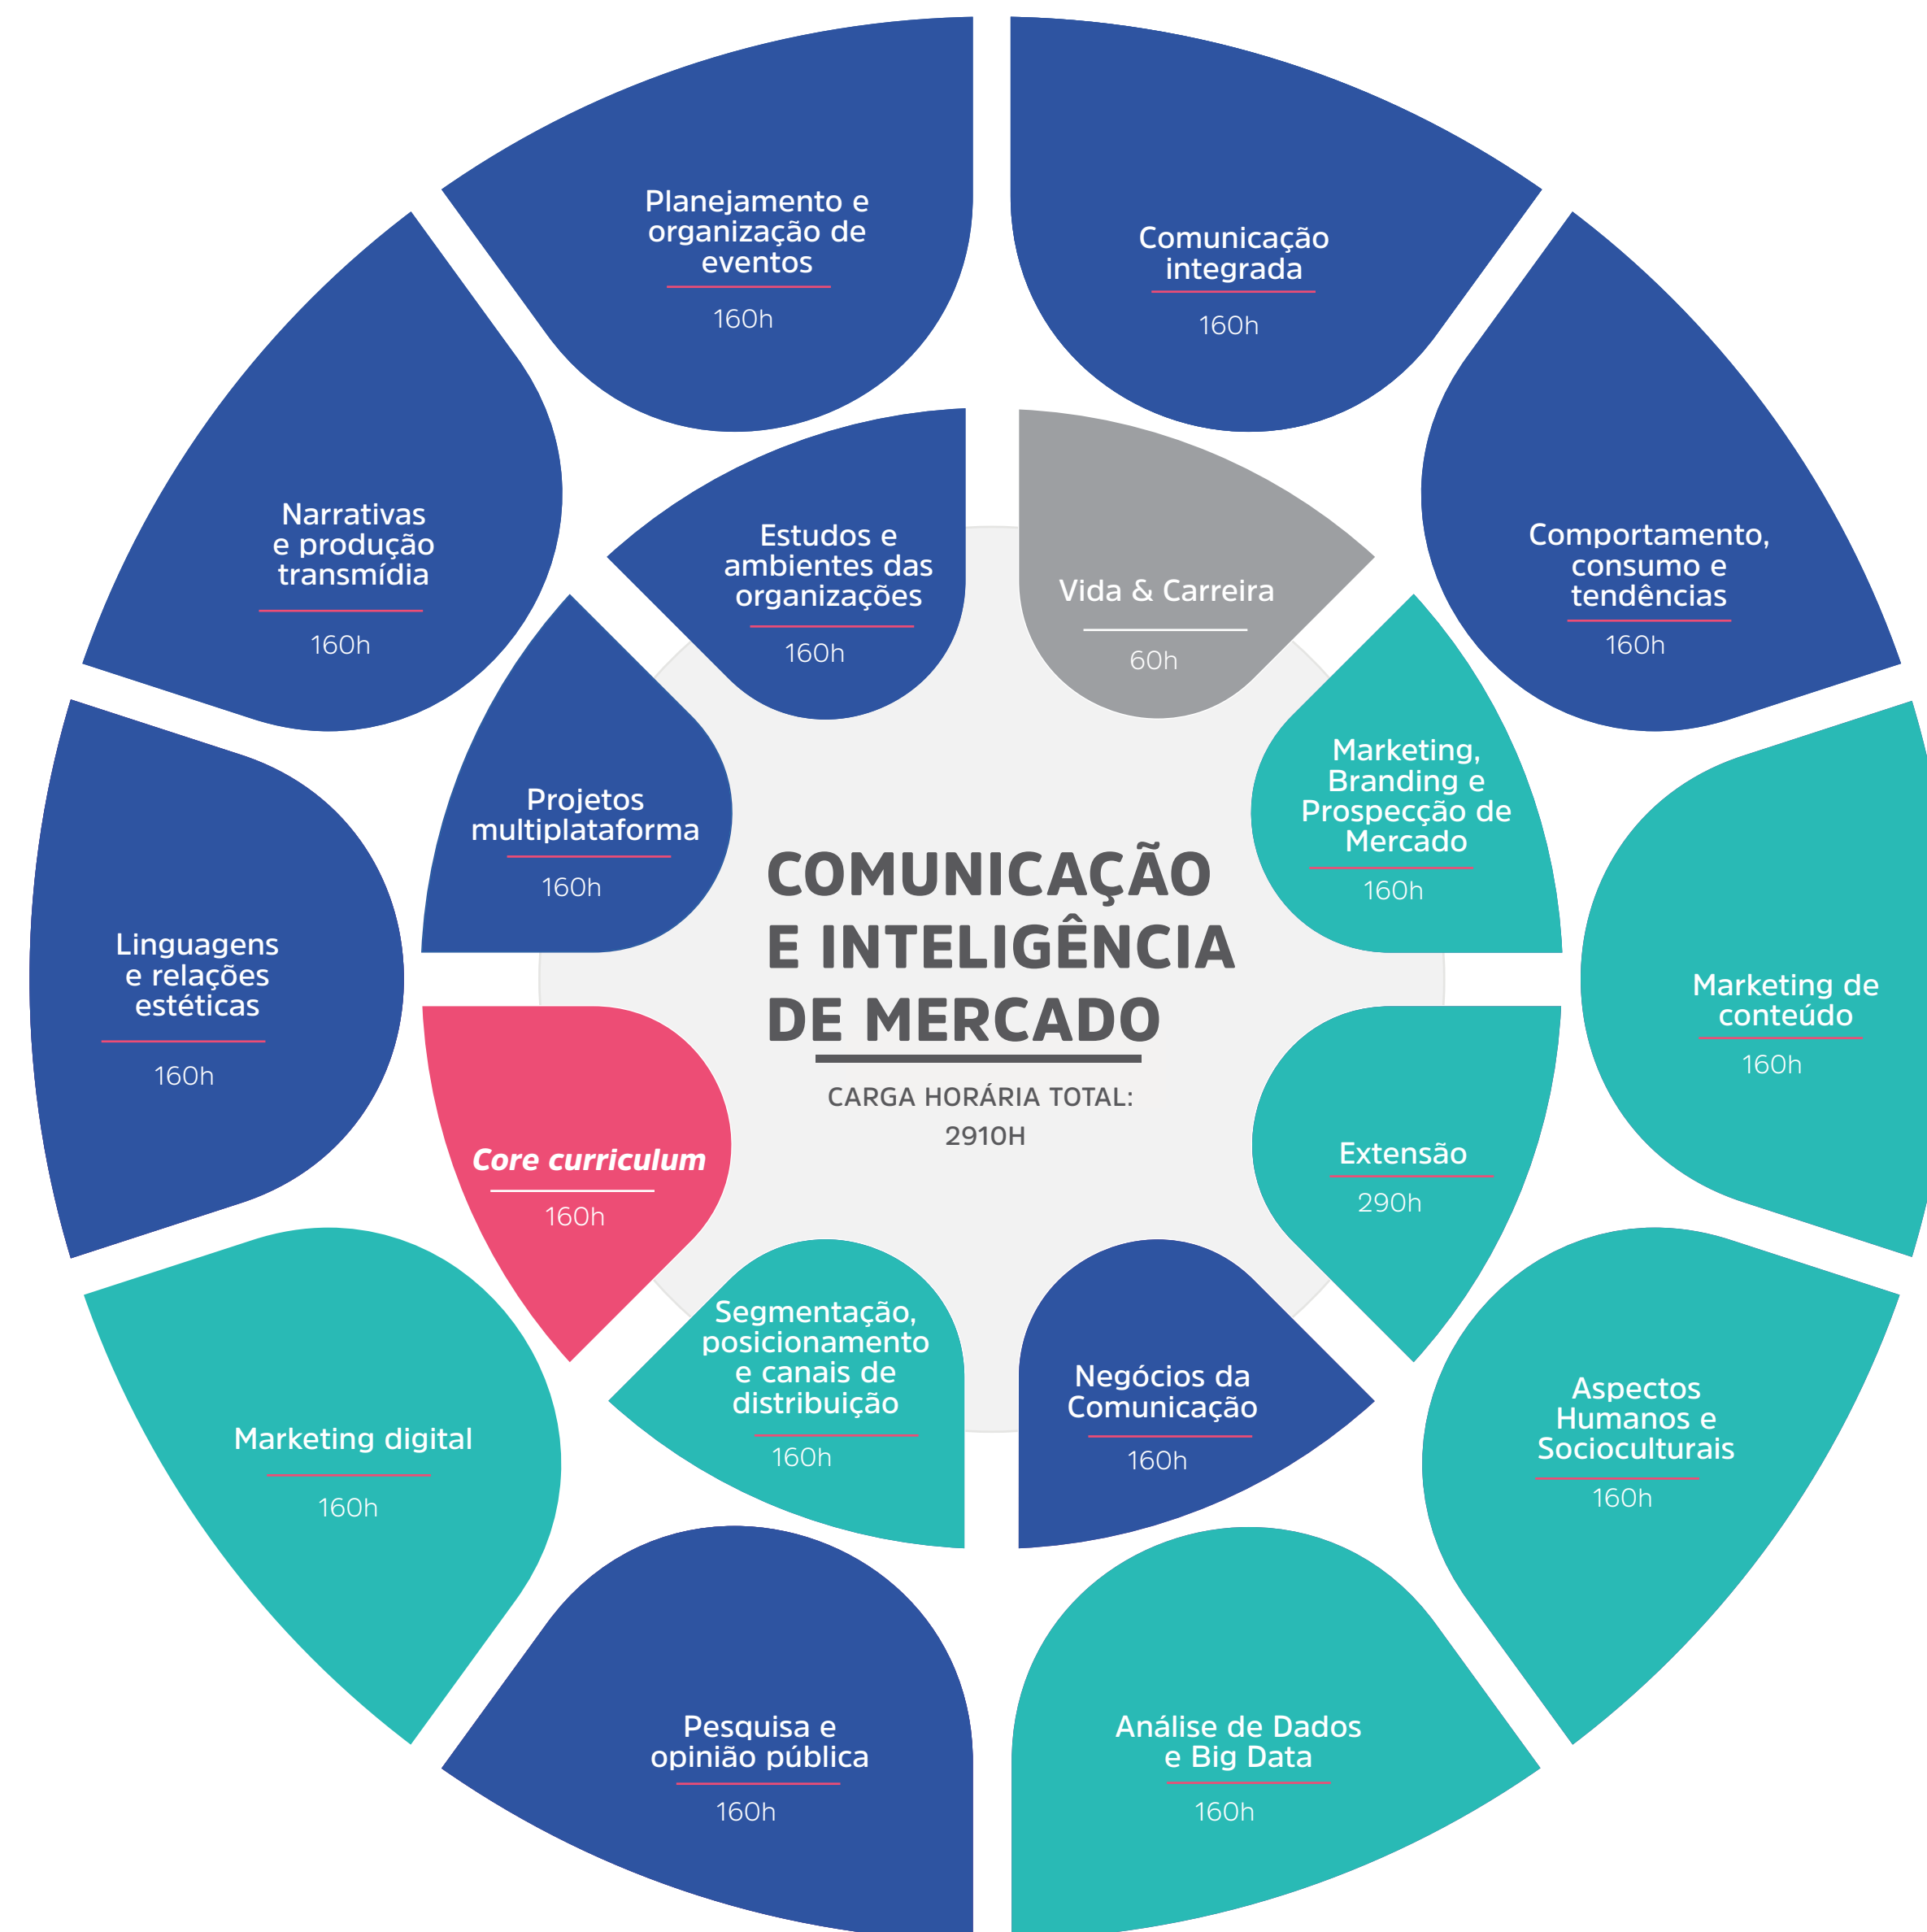 Planejamento e
organização de
eventos
160h
Comunicação
integrada
160h
Narrativas
e produção
transmídia
160h
Estudos e
ambientes das
organizações
160h
Vida & Carreira
60h
Comportamento,
consumo e
tendências
160h
Projetos
multiplataforma
160h
Marketing,
Branding e
Prospecção de
Mercado
160h
Linguagens
e relações
estéticas
160h
COMUNICAÇÃO
E INTELIGÊNCIA
DE MERCADO
CARGA HORÁRIA TOTAL:
2910H
Marketing de
conteúdo
160h
Core curriculum
160h
Extensão
290h
Segmentação,
posicionamento
e canais de
distribuição
160h
Negócios da
Comunicação
160h
Marketing digital
160h
Aspectos
Humanos e
Socioculturais
160h
Pesquisa e
opinião pública
160h
Análise de Dados
e Big Data
160h